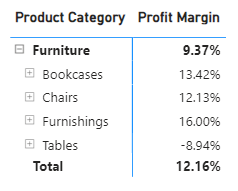 Product Category Profit Margin
Furniture 9.37%
Bookcases 13.42%
Chairs 12.13%
Furnishings 16.00%
Tables -8.94%
Total 12.16%